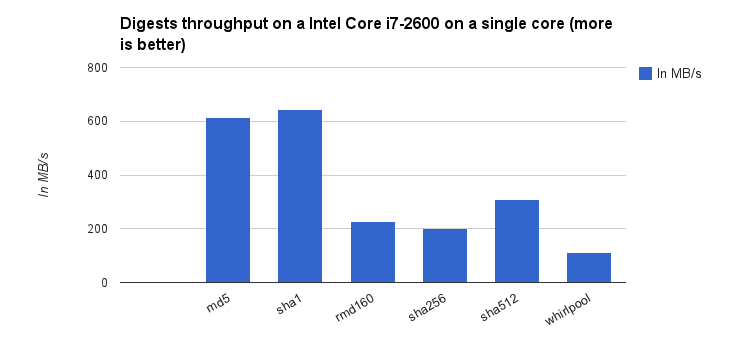 Digests throughput on a Intel Core i7-2600 on a single core (more
is better)
In MB/s
800
600
400
200
0
In MB/s
md5
sha1
rmd160
sha256
sha512
whirlpool